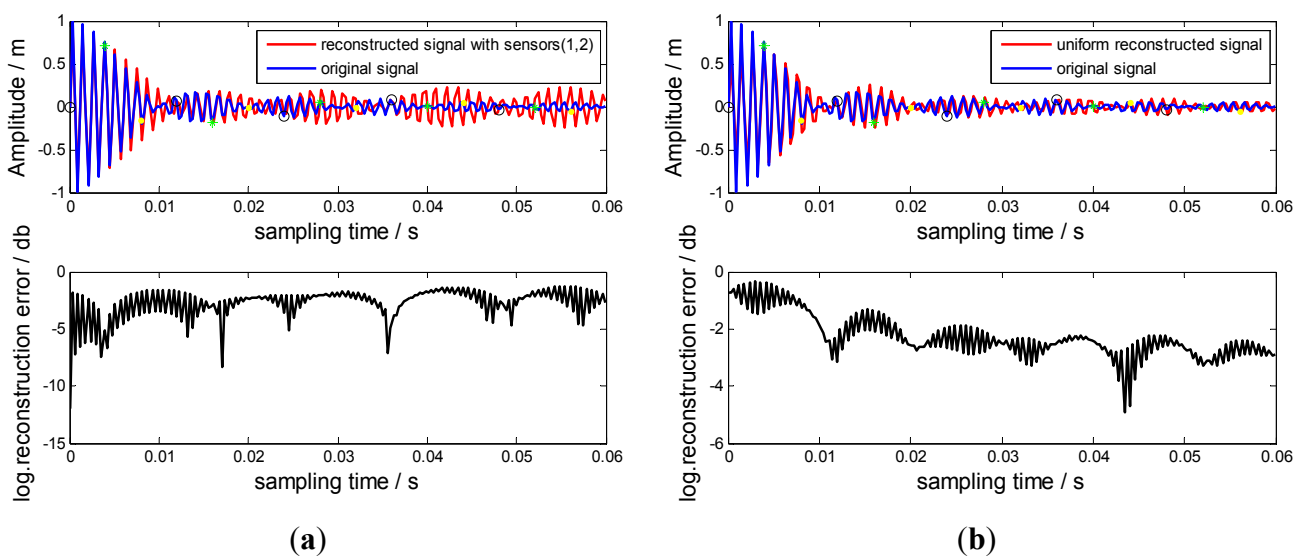 1
0.5
0
-0.5
-1
Amplitude / m
reconstructed signal with sensors(1,2)
original signal
0 0.01 0.02 0.03 0.04 0.05 0.06
sampling time / s
0
-5
-10
-15
log.reconstruction error / db
0 0.01 0.02 0.03 0.04 0.05 0.06
sampling time / s
(a)
1
0.5
0
-0.5
-1
Amplitude / m
uniform reconstructed signal
original signal
0 0.01 0.02 0.03 0.04 0.05 0.06
sampling time / s
0
-2
-4
-6
log.reconstruction error / db
0 0.01 0.02 0.03 0.04 0.05 0.06
sampling time / s
(b)